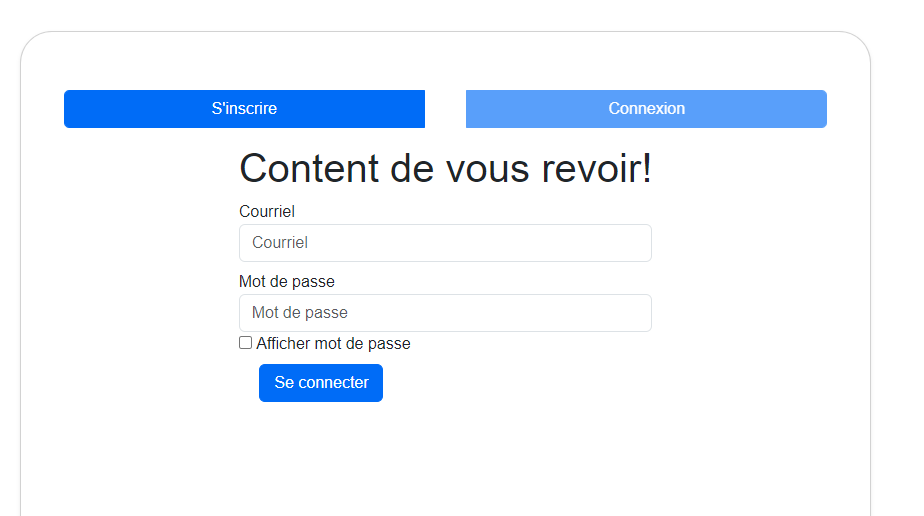 S'inscrire
Connexion
Content de vous revoir!
Courriel
Courriel
Mot de passe
Mot de passe
Afficher mot de passe
Se connecter